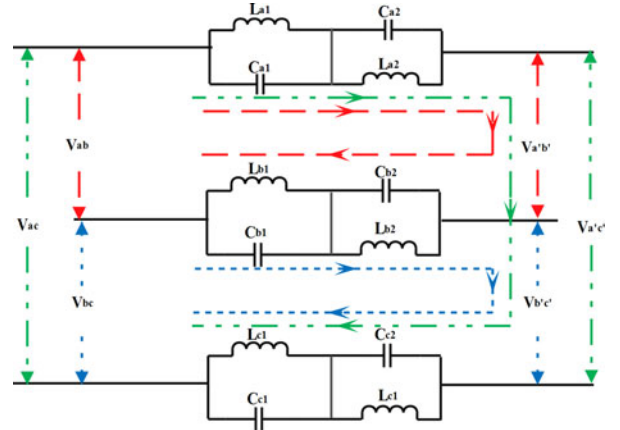 La1
Ca2
Ca1
La2
Vab
Va'b'
Lb1
Cb2
Vac
Va'c'
Cb1
Lb2
Vbc
Vb'c'
Lc1
Cc2
Cc1
Lc1